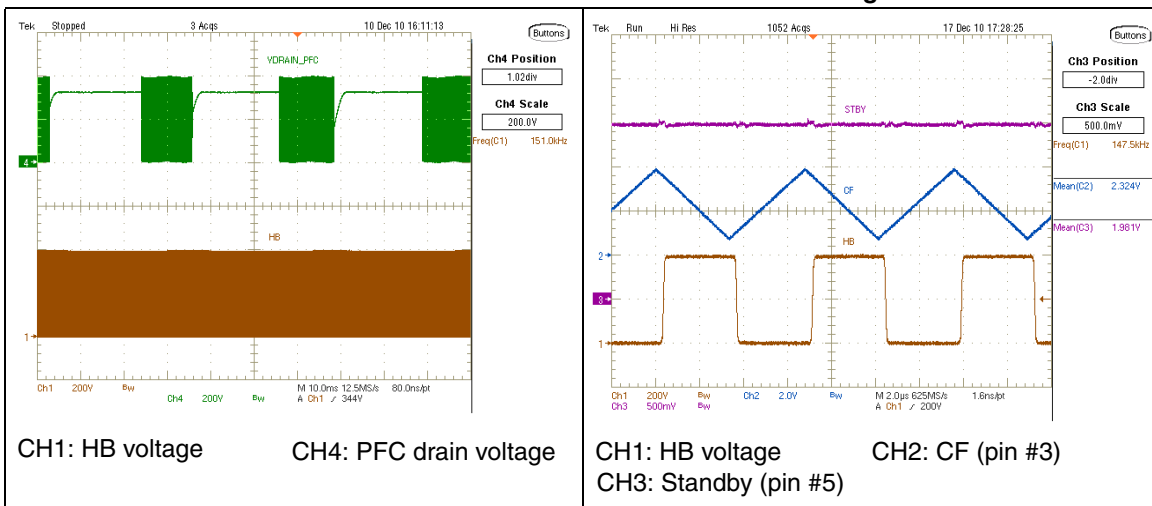 Tek Stopped 3 Acqs 10 Dec 10 16:11:13
Buttons
VDRAIN_PFC
Ch4 Position
1.02div
Ch4 Scale
200.0V
Freq(C1) 151.0kHz
4
HB
1
Ch1 200V Bw M 10.0ms 12.5MS/s 80.0ns/pt
Ch4 200V Bw A Ch1 / 344V
CH1: HB voltage CH4: PFC drain voltage
Tek Run Hi Res 1052 Acqs 17 Dec 10 17:28:25
Buttons
Ch3 Position
-2.0div
Ch3 Scale
500.0mV
STBY
Freq(C1) 147.5kHz
Mean(C2) 2.324V
CF
Mean(C3) 1.981V
HB
2
3
1
Ch1 200V Bw Ch2 2.0V Bw M 2.0µs 625MS/s 1.6ns/pt
Ch3 500mV Bw A Ch1 / 200V
CH1: HB voltage CH2: CF (pin #3)
CH3: Standby (pin #5)